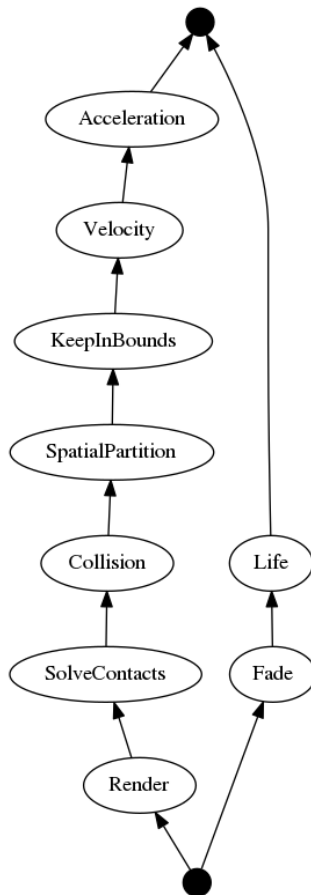 Acceleration
Velocity
KeepInBounds
SpatialPartition
Collision
Life
SolveContacts
Fade
Render